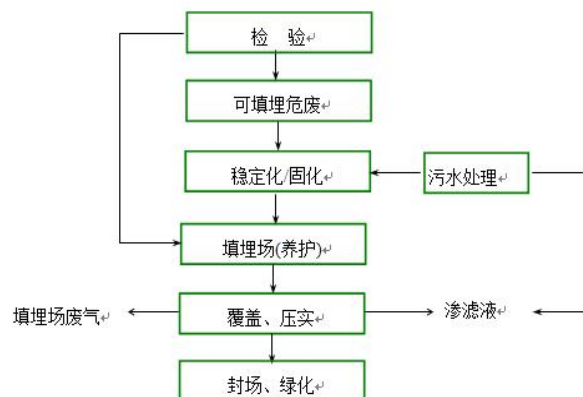 检 验
可填埋危废
稳定化/固化
污水处理
填埋场(养护)
填埋场废气
覆盖、压实
渗滤液
封场、绿化